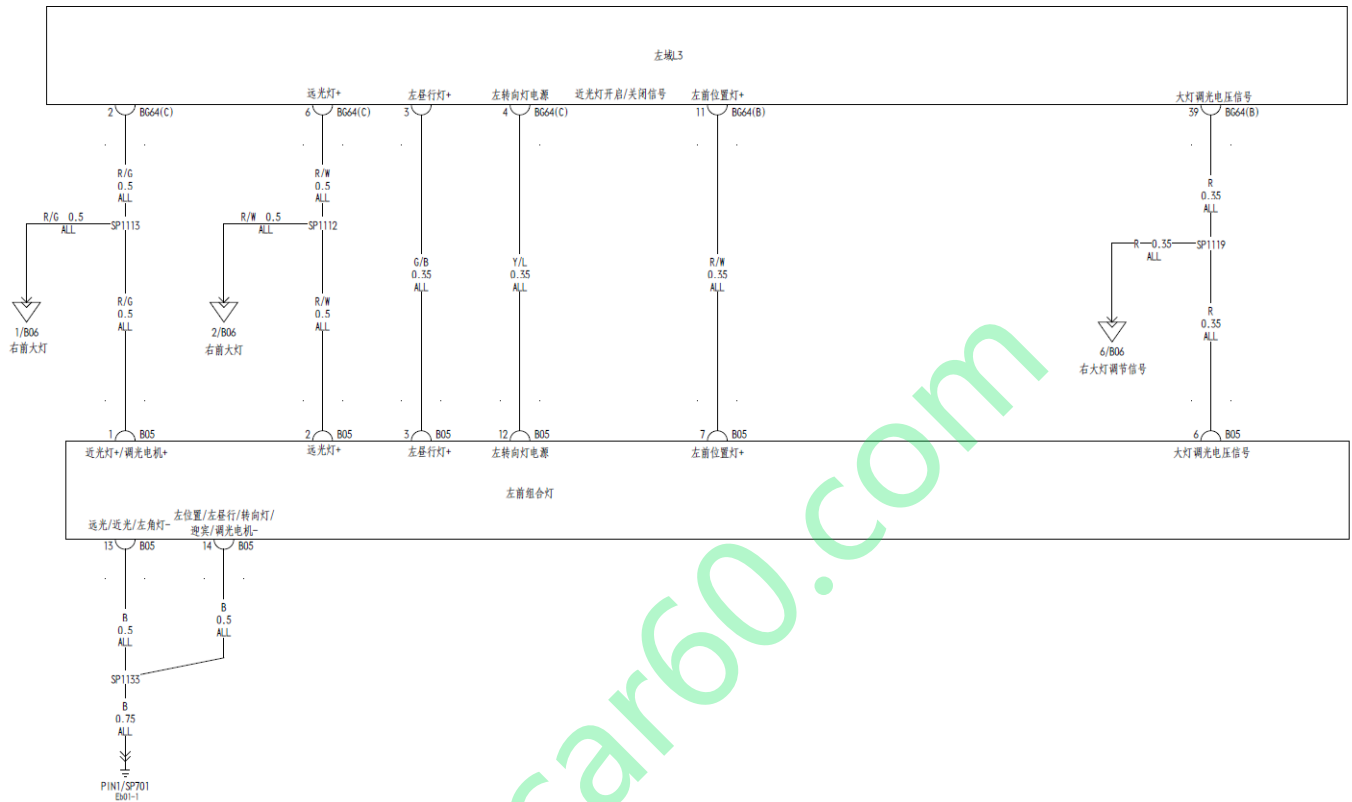 左域L3
远光灯+
左昼行灯+
左转向灯电源
近光灯开启/关闭信号
左前位置灯+
大灯调光电压信号
2 BG64(C)
6 BG64(C)
3
4 BG64(C)
11 BG64(B)
39 BG64(B)
R/G
0.5
ALL
R/W
0.5
ALL
R
0.35
ALL
R/G 0.5
ALL
SP1113
R/W 0.5
ALL
SP1112
R 0.35
ALL
SP1119
G/B
0.35
ALL
Y/L
0.35
ALL
R/W
0.35
ALL
R/G
0.5
ALL
R/W
0.5
ALL
R
0.35
ALL
1/B06
右前大灯
2/B06
右前大灯
6/B06
右大灯调节信号
1 B05
2 B05
3 B05
12 B05
7 B05
6 B05
近光灯+/调光电机+
远光灯+
左昼行灯+
左转向灯电源
左前位置灯+
大灯调光电压信号
左前组合灯
远光/近光/左角灯-
左位置/左昼行/转向灯/
迎宾/调光电机-
13 B05
14 B05
B
0.5
ALL
B
0.5
ALL
SP1133
B
0.75
ALL
PIN1/SP701
Eb01-1
car60.com